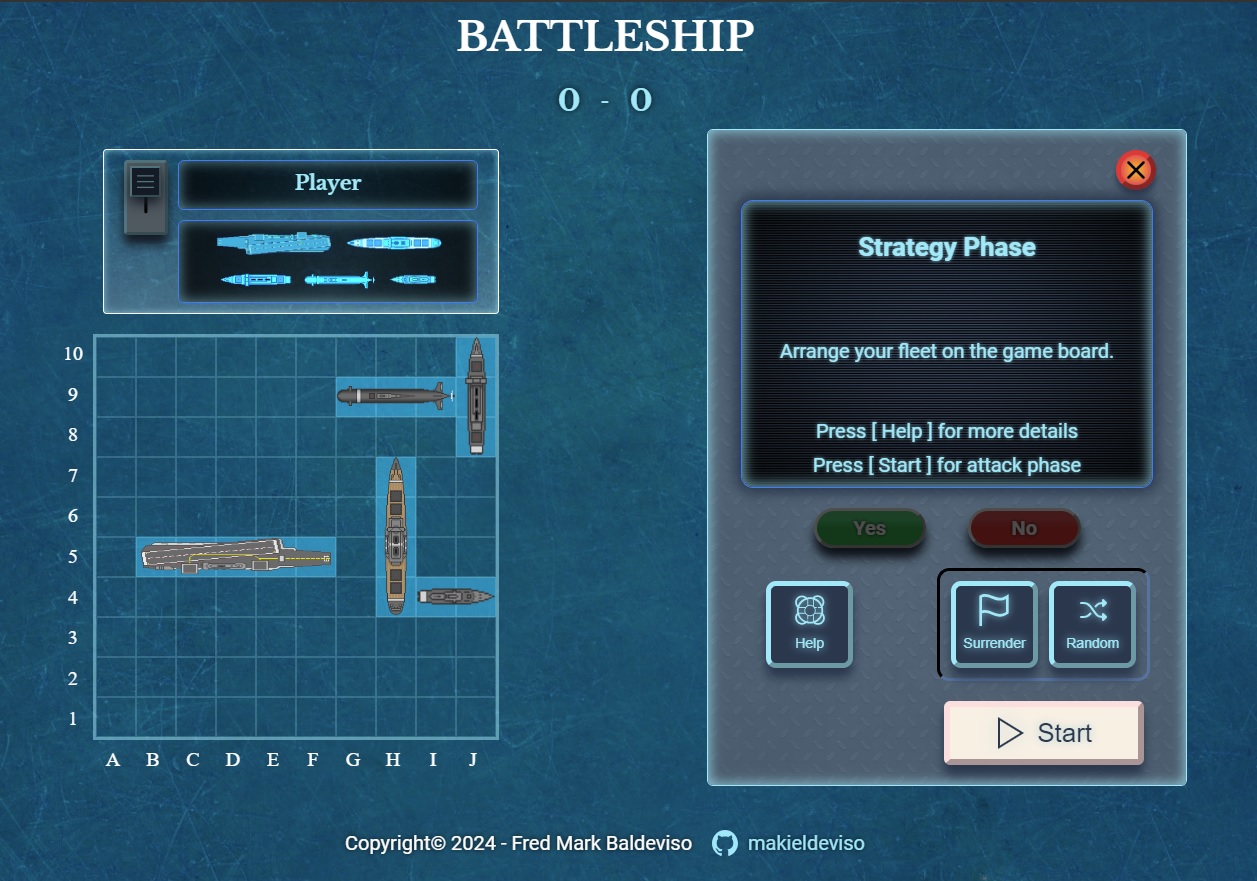 BATTLESHIP
0 - 0
Player
Strategy Phase
Arrange your fleet on the game board.
Press [ Help ] for more details
Press [ Start ] for attack phase
Yes No
Help Surrender Random
Start
10
9
8
7
6
5
4
3
2
1
A B C D E F G H I J
Copyright© 2024 - Fred Mark Baldeviso makieldeviso